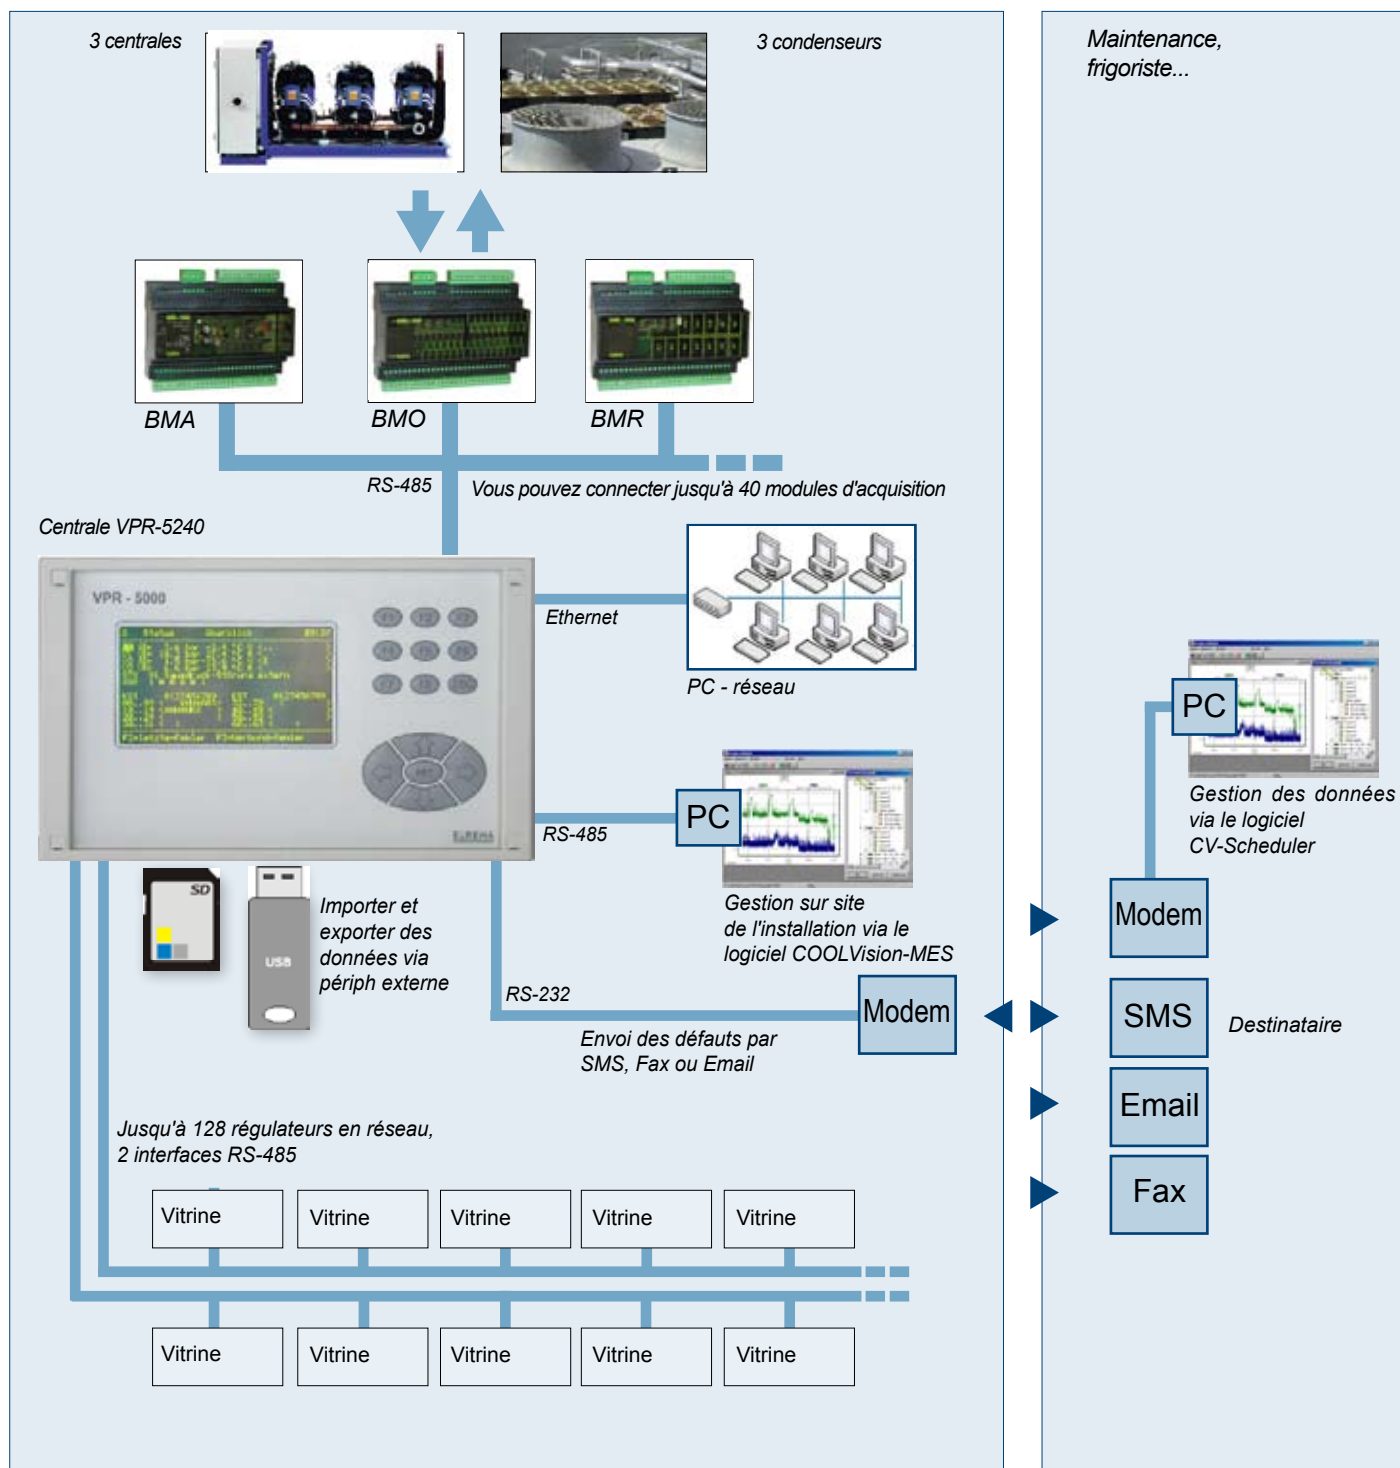 3 centrales
3 condenseurs
Maintenance,
frigoriste...
BMA
BMO
BMR
RS-485
Vous pouvez connecter jusqu'à 40 modules d'acquisition
Centrale VPR-5240
VPR - 5000
F1
F2
F3
Ethernet
PC - réseau
PC
RS-485
ELREHA
Gestion sur site
de l'installation via le
logiciel COOLVision-MES
PC
Gestion des données
via le logiciel
CV-Scheduler
SD
USB
Importer et
exporter des
données via
périph externe
RS-232
Modem
Envoi des défauts par
SMS, Fax ou Email
Modem
SMS
Destinataire
Email
Fax
Jusqu'à 128 régulateurs en réseau,
2 interfaces RS-485
Vitrine
Vitrine
Vitrine
Vitrine
Vitrine
Vitrine
Vitrine
Vitrine
Vitrine
Vitrine